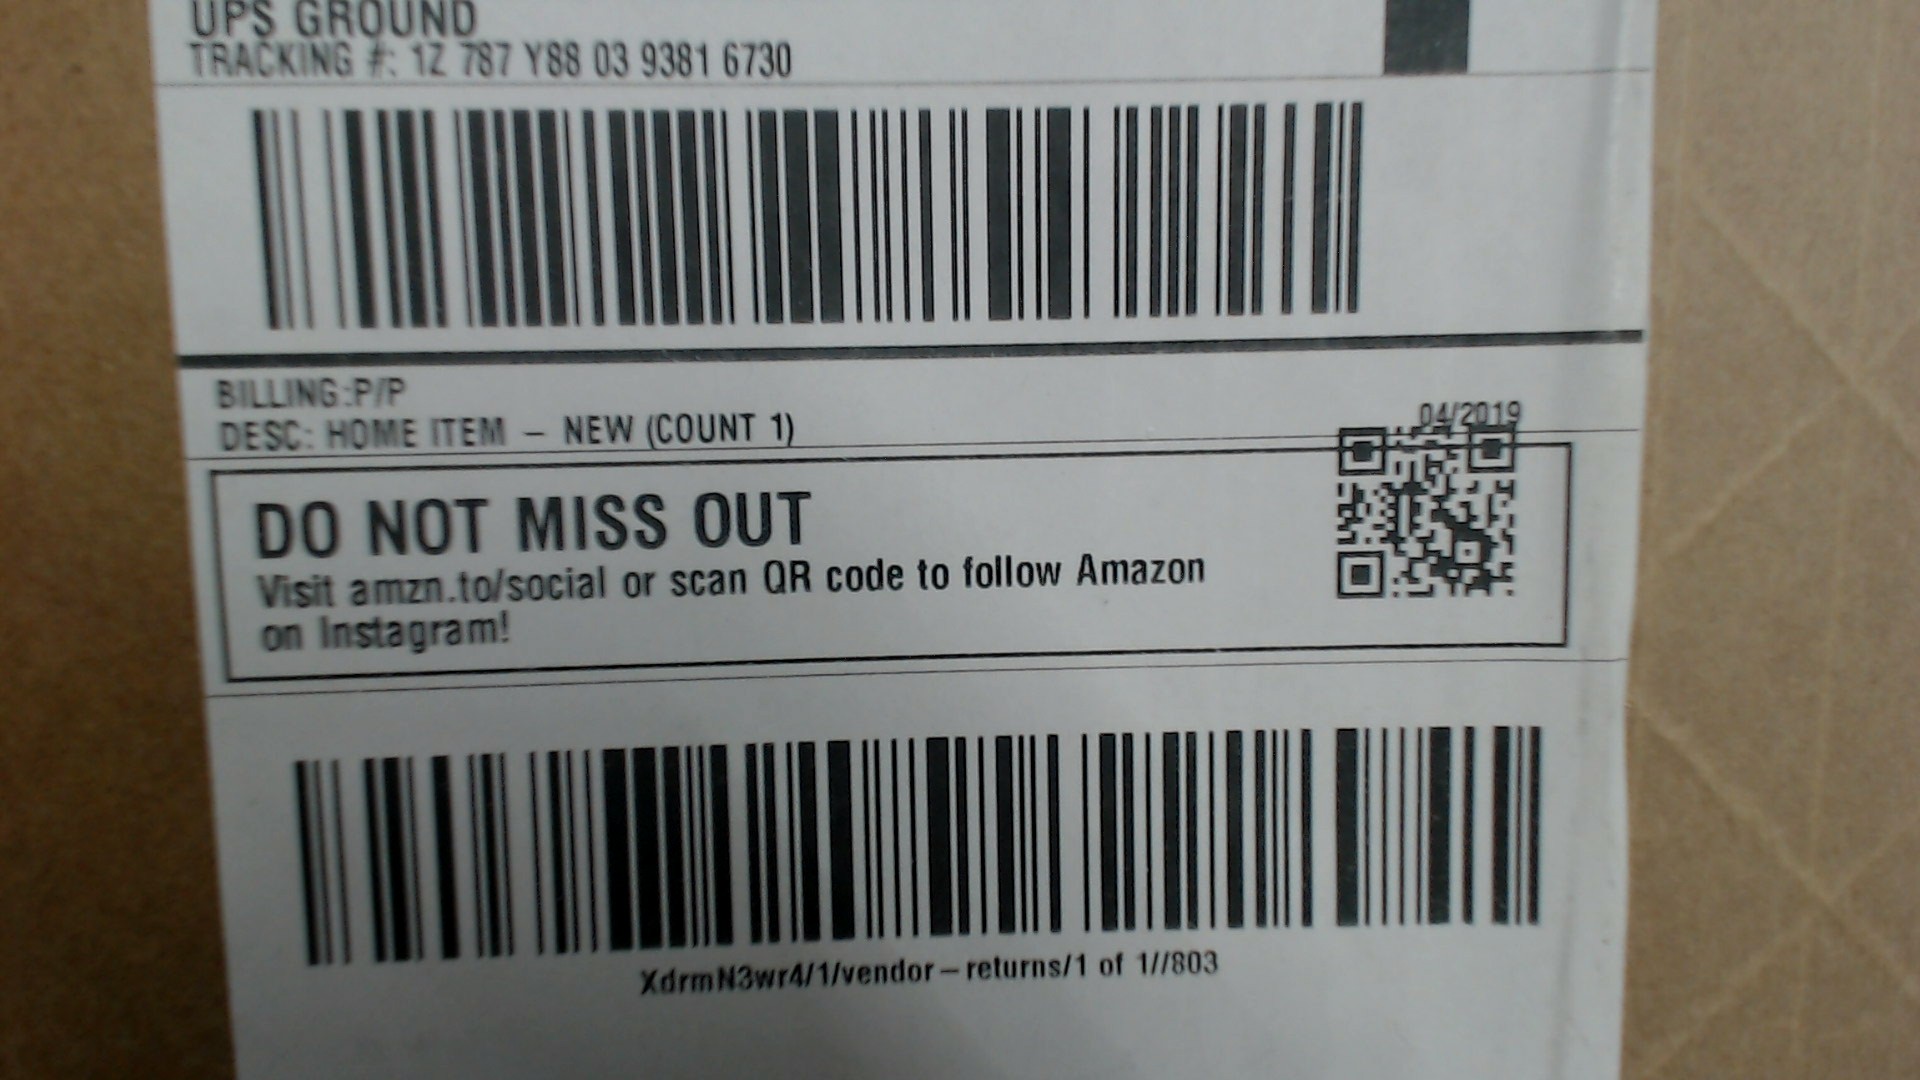 UPS GROUND
TRACKING #: 1Z 787 Y88 03 9381 6730
BILLING:P/P
DESC: HOME ITEM – NEW (COUNT 1)
04/2019
DO NOT MISS OUT
Visit amzn.to/social or scan QR code to follow Amazon
on Instagram!
XdrmN3wr4/1/vendor–returns/1 of 1//803